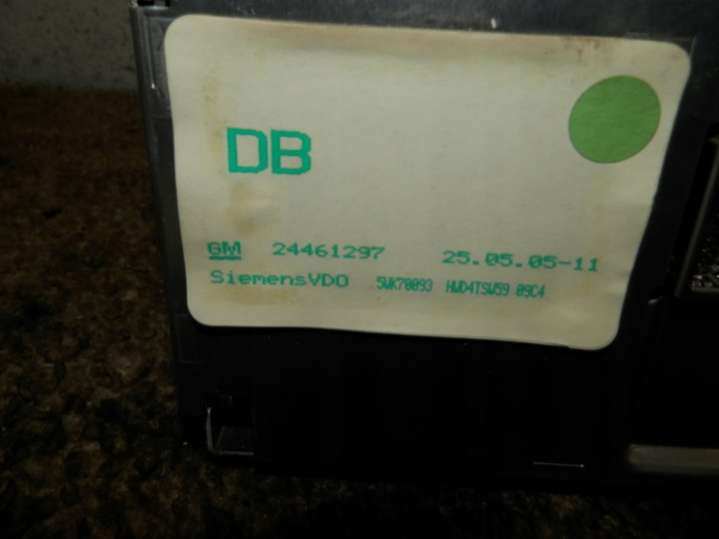 DB
GM 24461297 25.05.05-11
SiemensVDO 5WK70093 HWD4TSW59 09C4